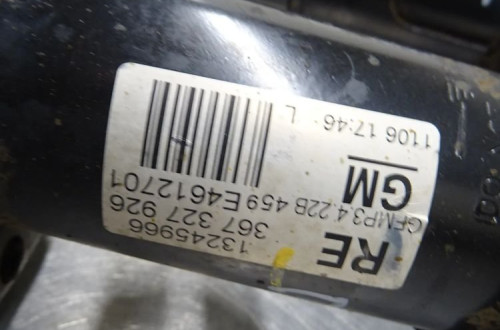 RE
13245966
367 327 926
GM
GFMP3.4.22B 459 E4612701
1106 17:46 L